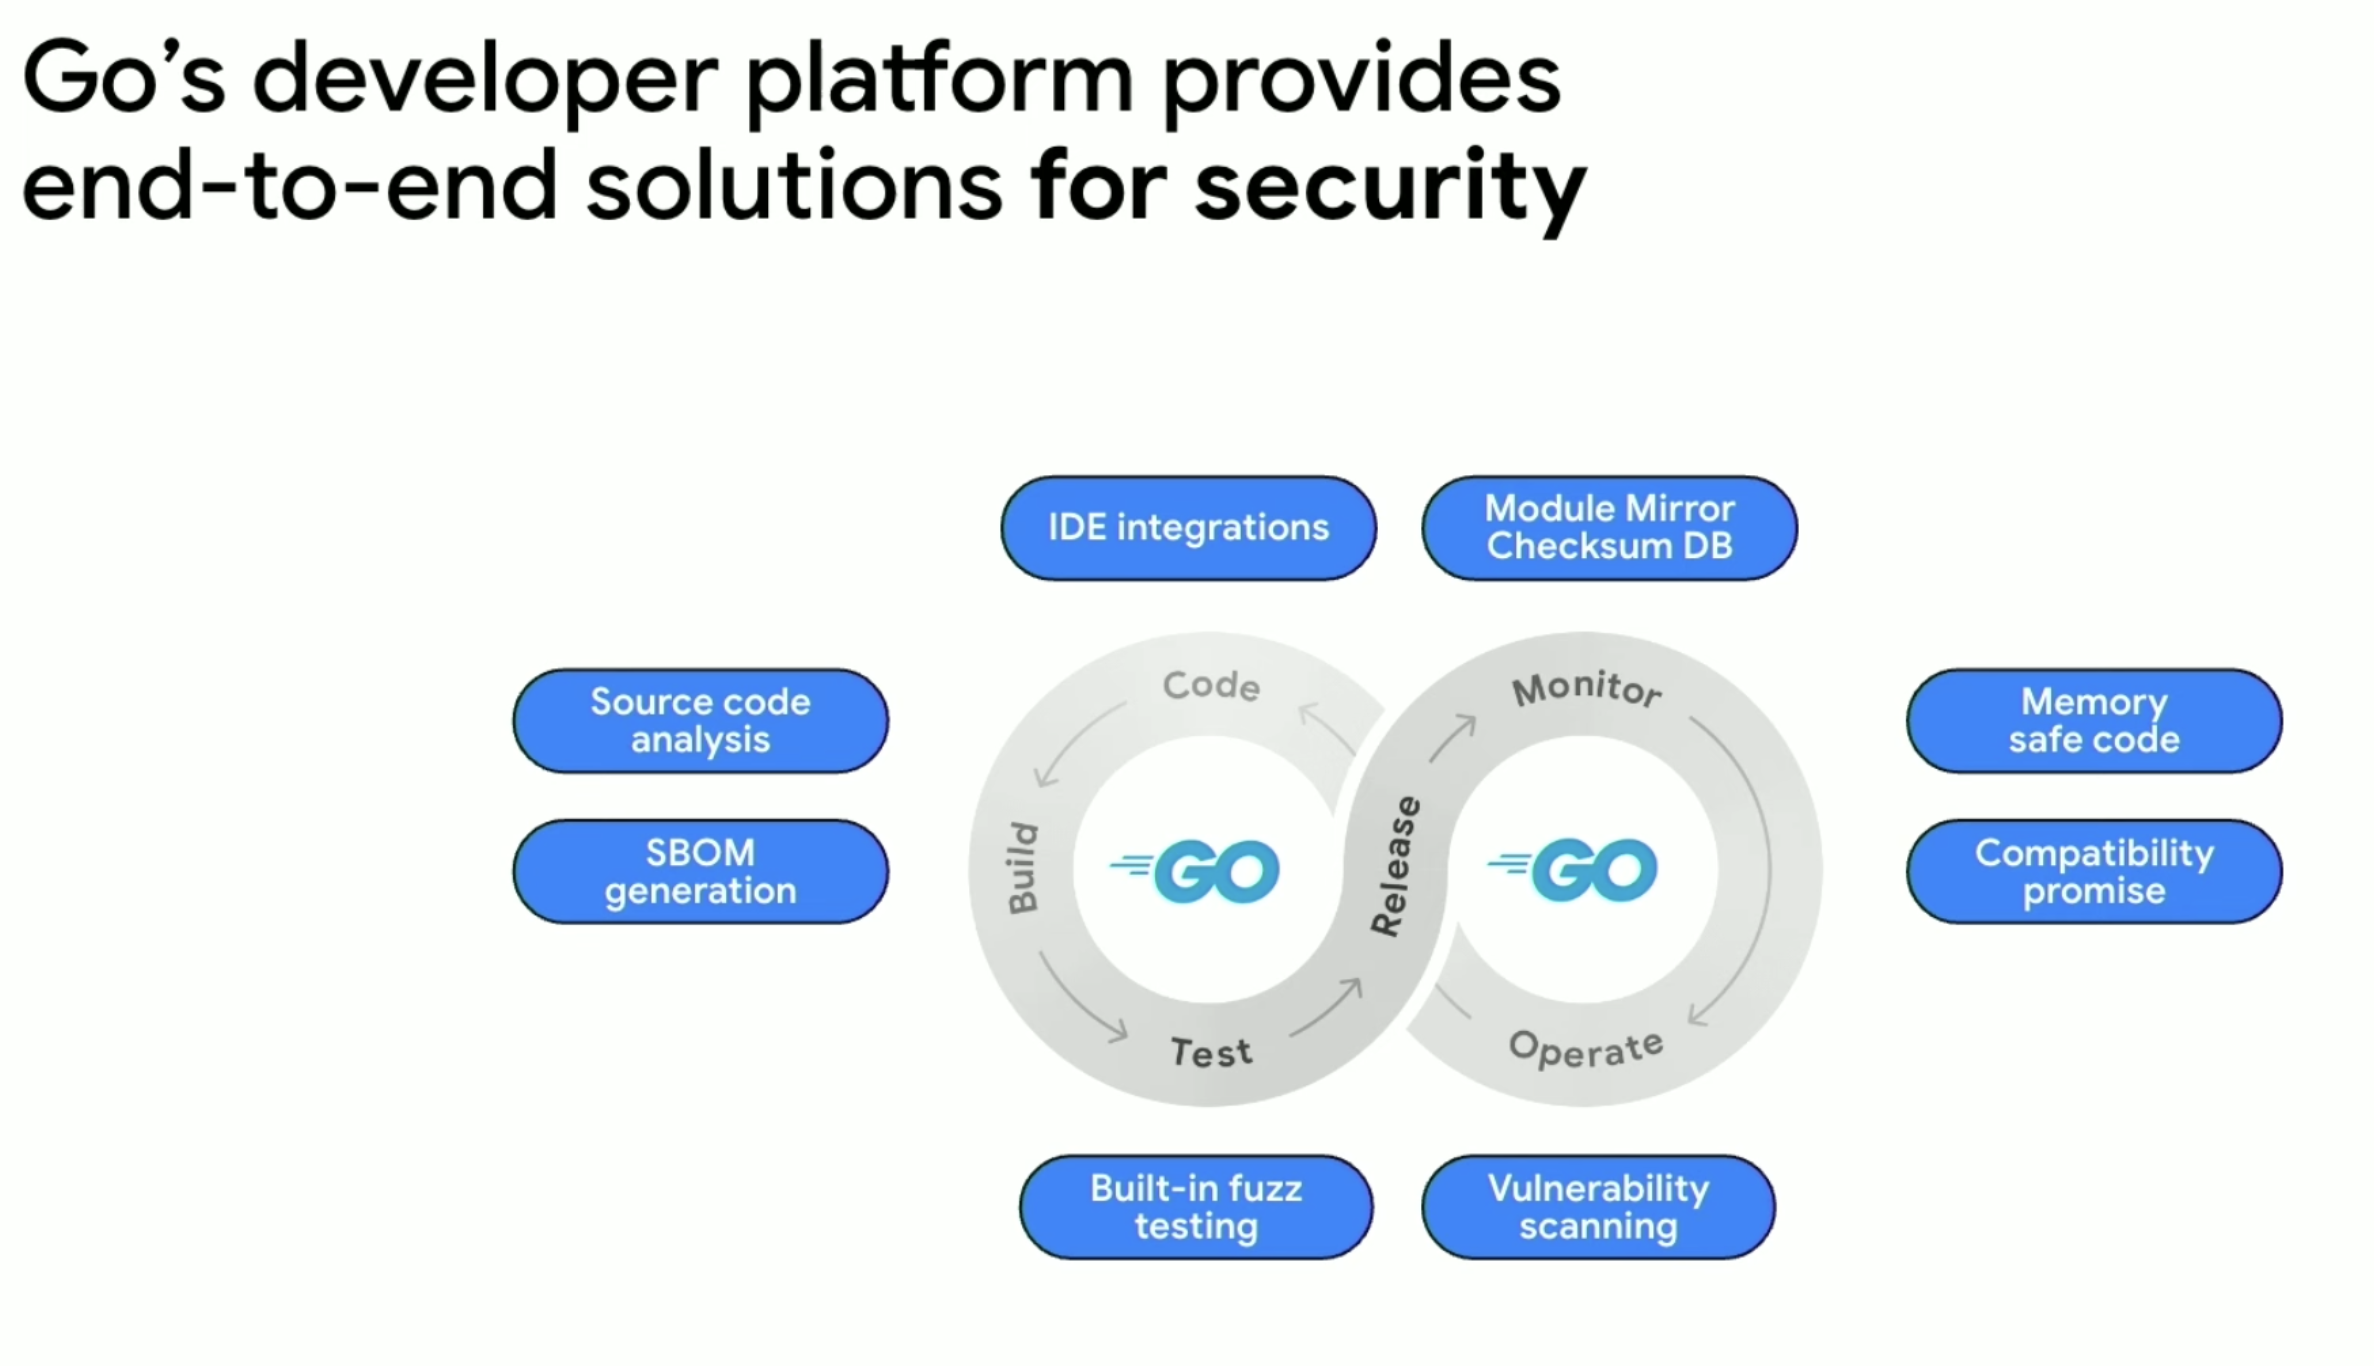 Go’s developer platform provides
end-to-end solutions for security
IDE integrations
Module Mirror
Checksum DB
Source code
analysis
SBOM
generation
Code
Build
Test
Release
Monitor
Operate
GO
GO
Memory
safe code
Compatibility
promise
Built-in fuzz
testing
Vulnerability
scanning